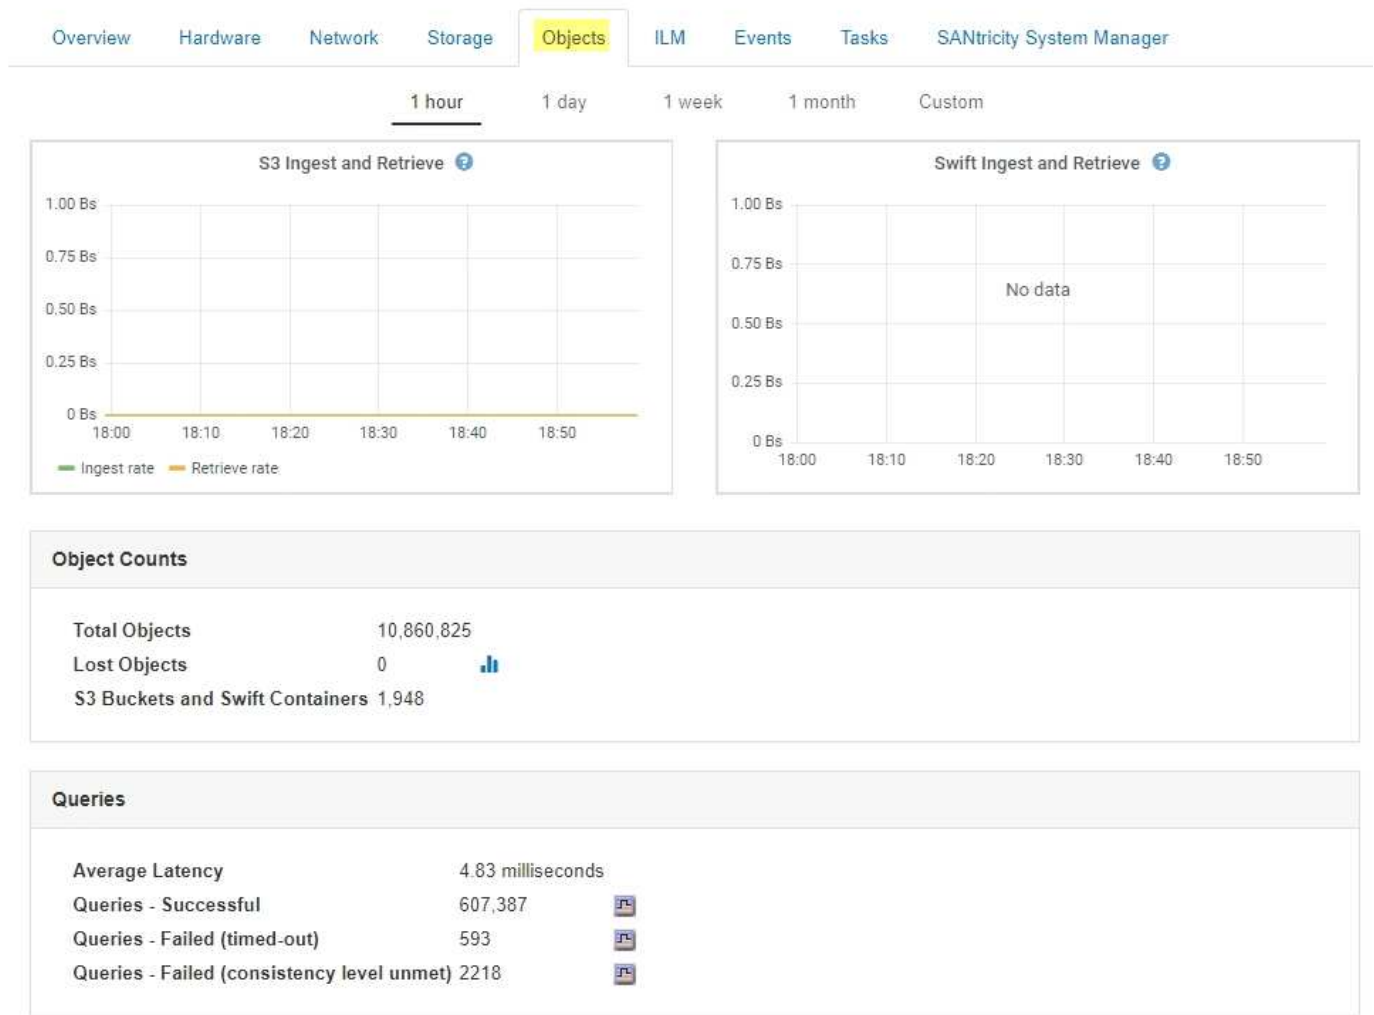 Overview Hardware Network Storage Objects ILM Events Tasks SANtricity System Manager
1 hour 1 day 1 week 1 month Custom
S3 Ingest and Retrieve ?
1.00 Bs
0.75 Bs
0.50 Bs
0.25 Bs
0 Bs
18:00 18:10 18:20 18:30 18:40 18:50
Ingest rate Retrieve rate
Swift Ingest and Retrieve ?
1.00 Bs
0.75 Bs
No data
0.50 Bs
0.25 Bs
0 Bs
18:00 18:10 18:20 18:30 18:40 18:50
Object Counts
Total Objects 10,860,825
Lost Objects 0
S3 Buckets and Swift Containers 1,948
Queries
Average Latency 4.83 milliseconds
Queries - Successful 607,387
Queries - Failed (timed-out) 593
Queries - Failed (consistency level unmet) 2218